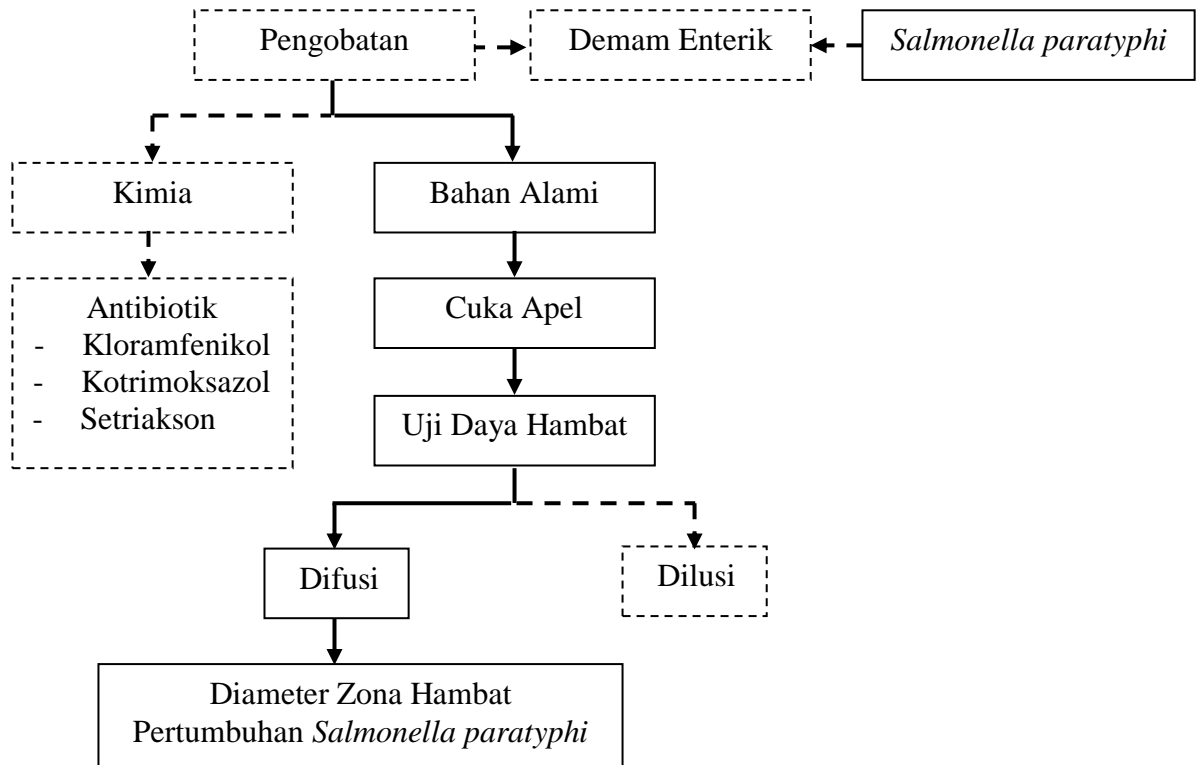 Pengobatan
Demam Enterik
Salmonella paratyphi
Kimia
Bahan Alami
Antibiotik
- Kloramfenikol
- Kotrimoksazol
- Setriakson
Cuka Apel
Uji Daya Hambat
Difusi
Dilusi
Diameter Zona Hambat
Pertumbuhan Salmonella paratyphi